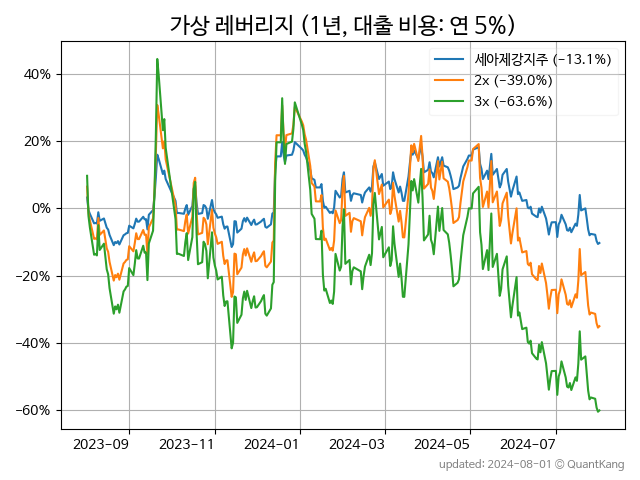 가상 레버리지 (1년, 대출 비용: 연 5%)
세아제강지주 (−13.1%)
2x (−39.0%)
3x (−63.6%)
40%
20%
0%
−20%
−40%
−60%
2023-09 2023-11 2024-01 2024-03 2024-05 2024-07
updated: 2024-08-01 © QuantKang